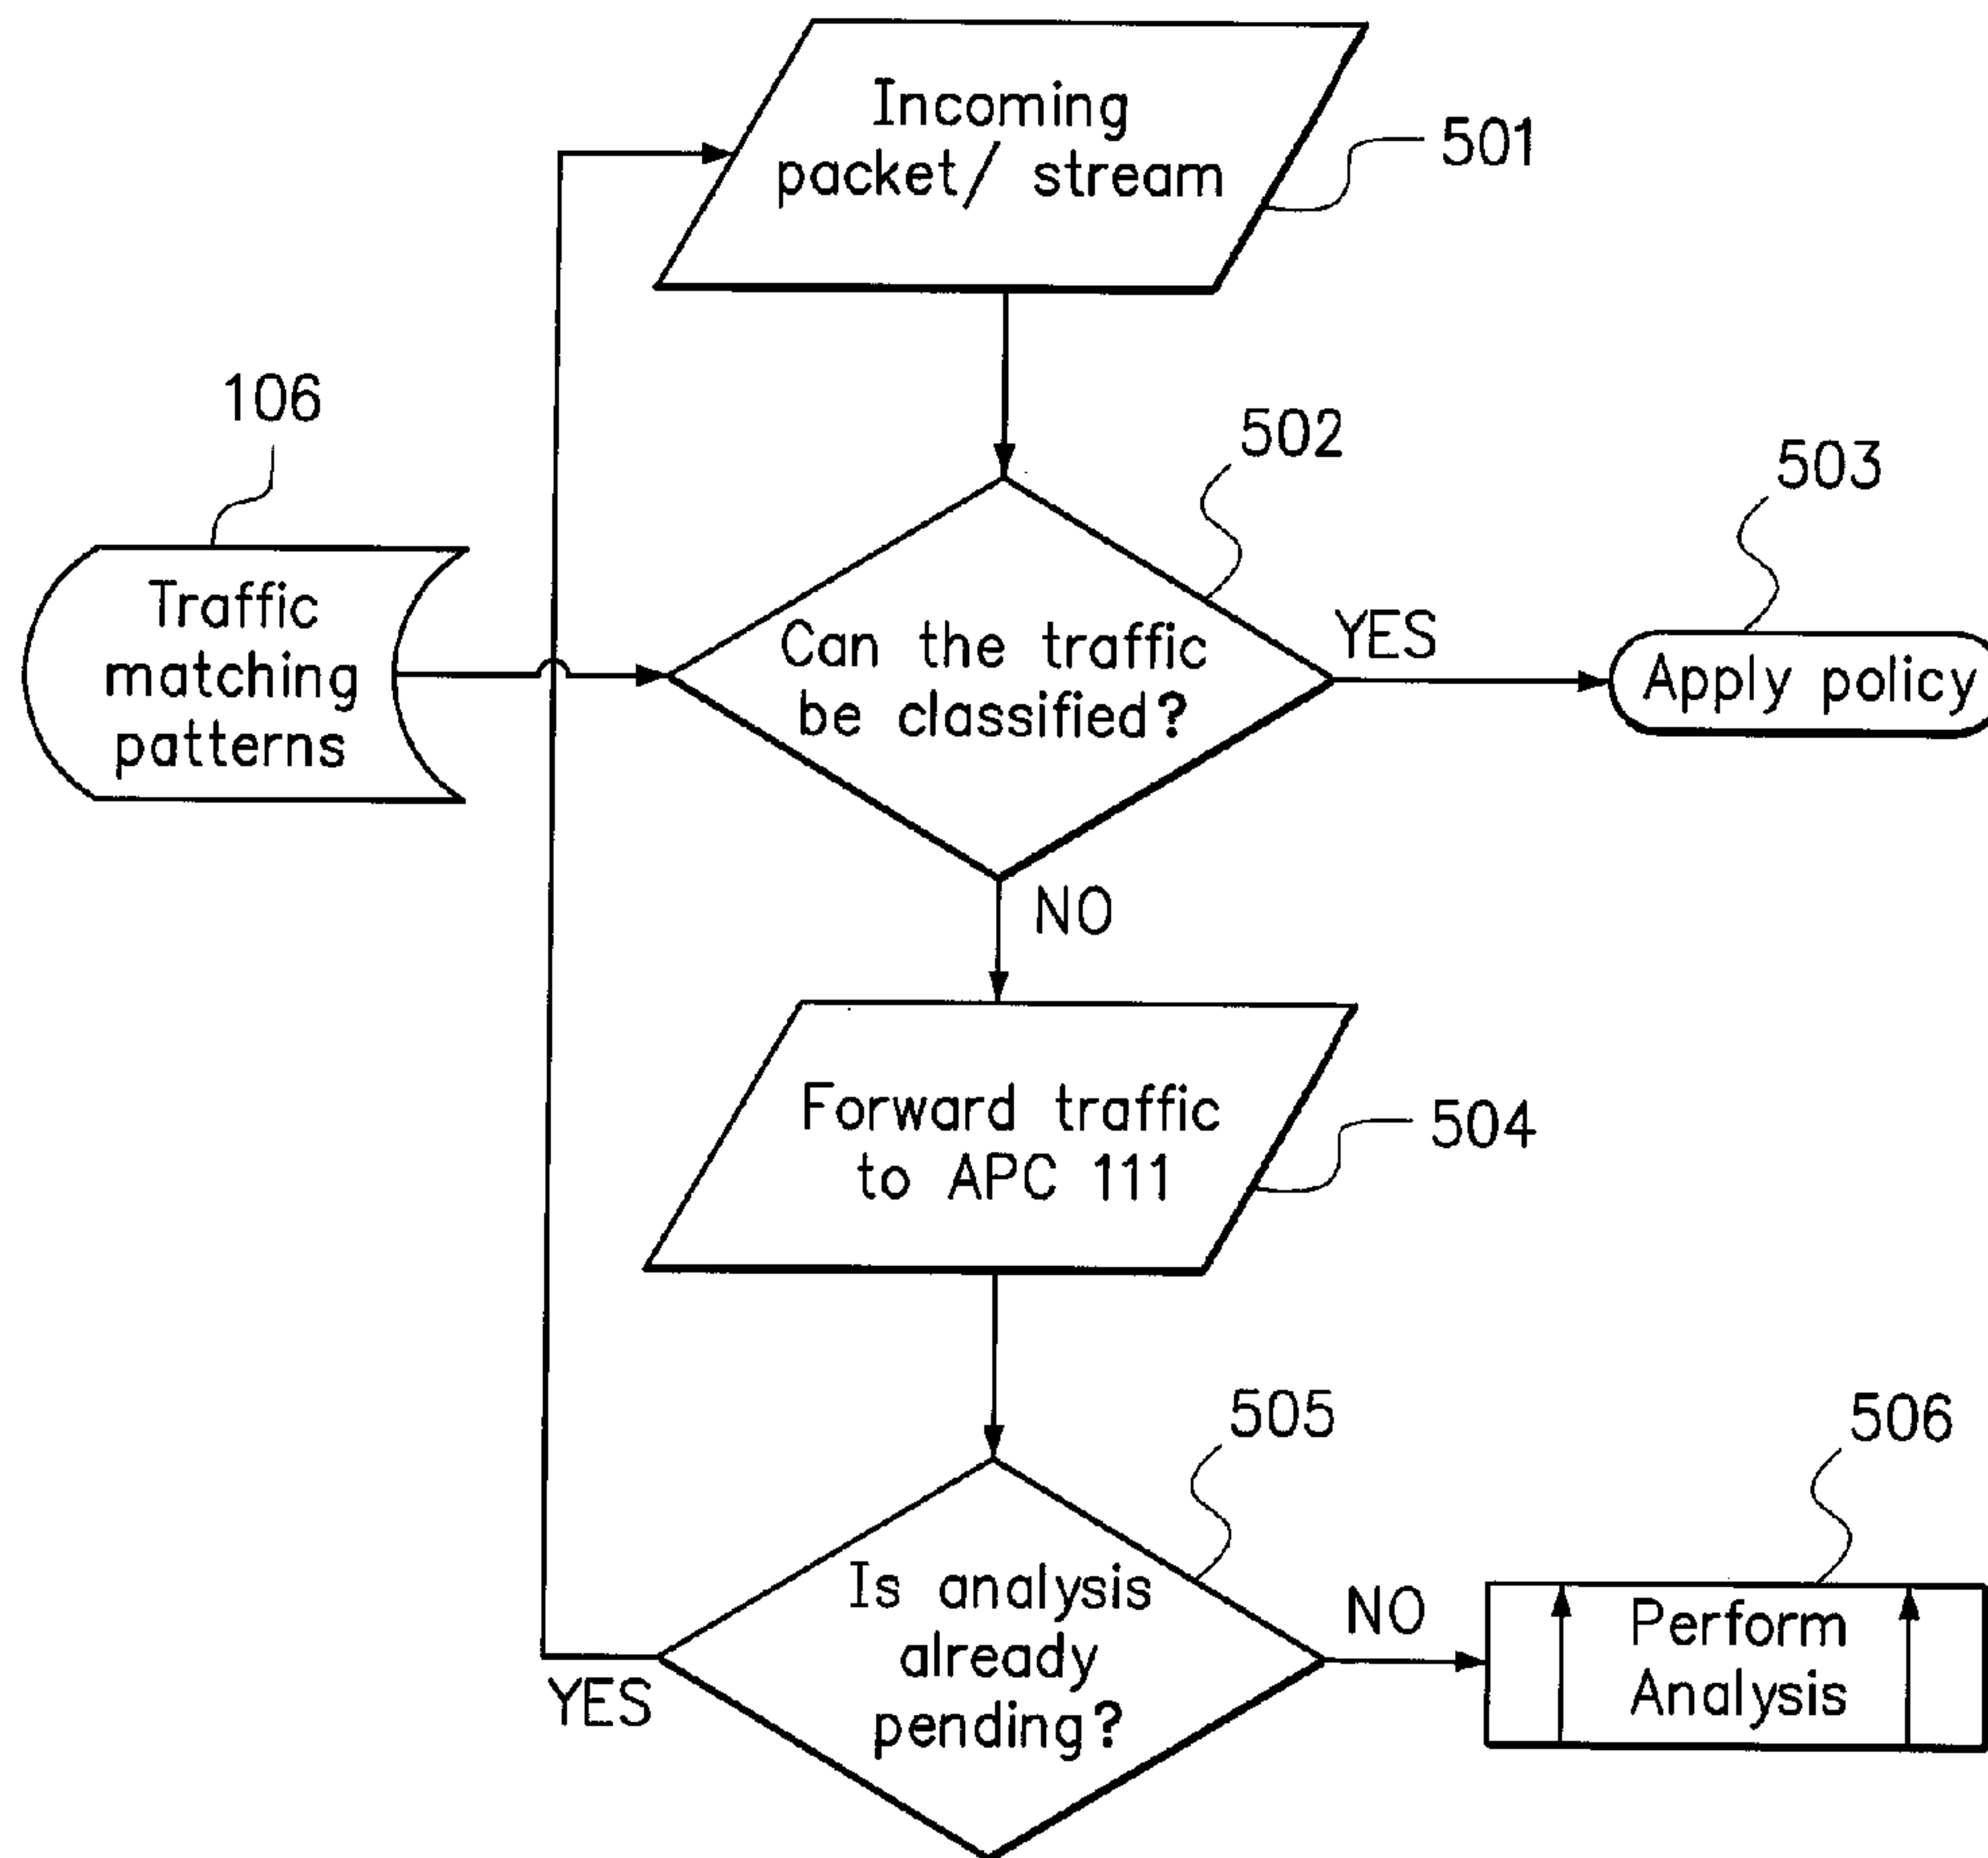 Incoming
packet/ stream
501
106
502
503
Traffic
matching
patterns
Can the traffic
be classified?
YES
Apply policy
NO
Forward traffic
to APC 111
504
505
506
Is analysis
already
pending?
YES
NO
Perform
Analysis